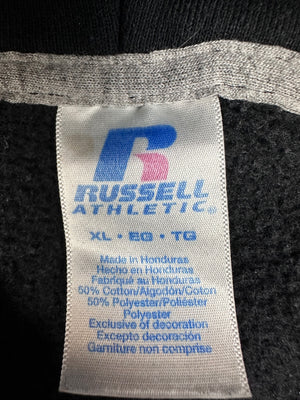 R
RUSSELL
ATHLETIC®
XL • EG • TG
Made in Honduras
Hecho en Honduras
Fabriqué au Honduras
50% Cotton/Algodón/Coton
50% Polyester/Poliéster
Polyester
Exclusive of decoration
Excepto decoración
Garniture non comprise